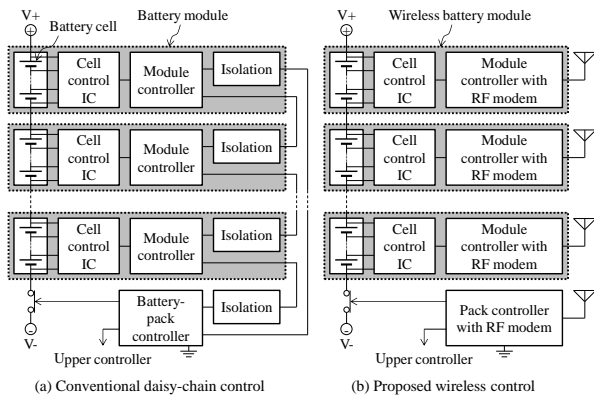 V+
Battery cell
Battery module
Cell
control
IC
Module
controller
Isolation
Cell
control
IC
Module
controller
Isolation
Cell
control
IC
Module
controller
Isolation
Battery-
pack
controller
Isolation
V-
Upper controller
(a) Conventional daisy-chain control
V+
Wireless battery module
Cell
control
IC
Module
controller with
RF modem
Cell
control
IC
Module
controller with
RF modem
Cell
control
IC
Module
controller with
RF modem
Pack controller
with RF modem
V-
Upper controller
(b) Proposed wireless control